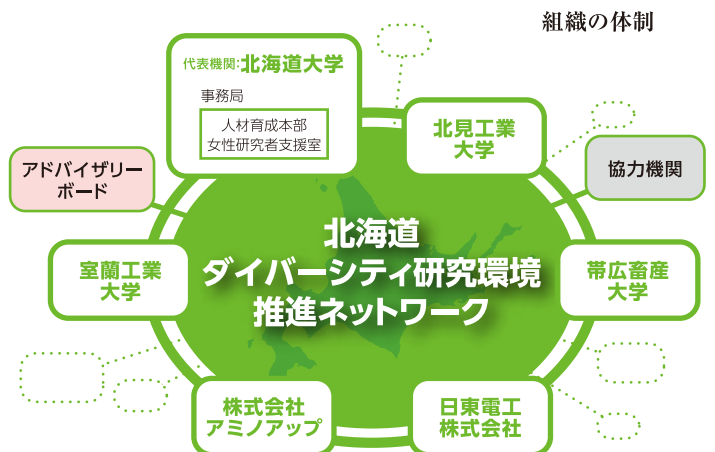 組織の体制
代表機関:北海道大学
事務局
人材育成本部
女性研究者支援室
北見工業
大学
アドバイザリー
ボード
協力機関
北海道
ダイバーシティ研究環境
推進ネットワーク
室蘭工業
大学
帯広畜産
大学
株式会社
アミノアップ
日東電工
株式会社